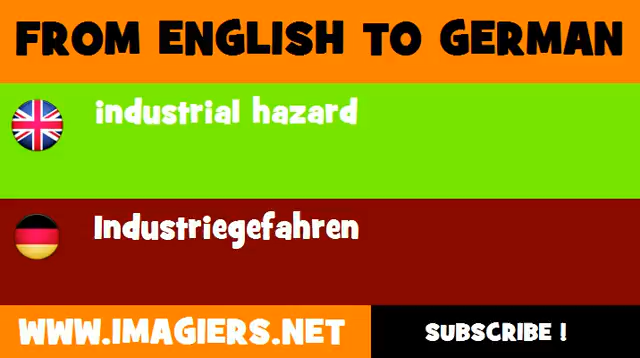 FROM ENGLISH TO GERMAN
industrial hazard
Industriegefahren
WWW.IMAGIERS.NET
SUBSCRIBE !